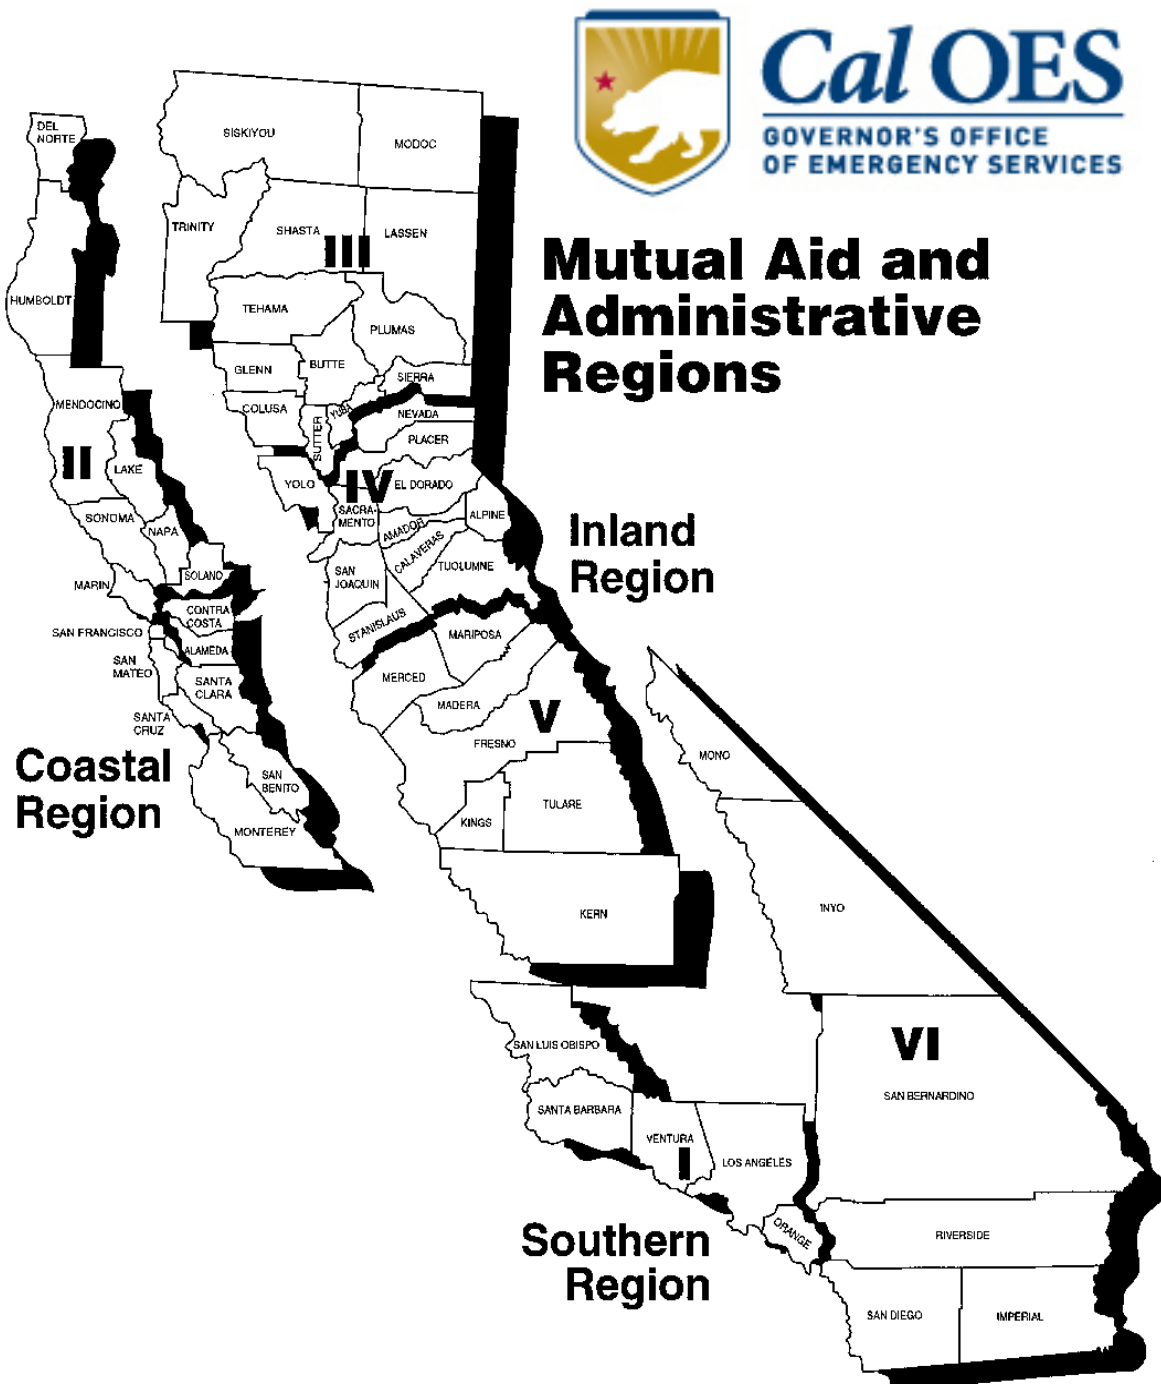 Cal OES
GOVERNOR'S OFFICE
OF EMERGENCY SERVICES
Mutual Aid and
Administrative
Regions
DEL
NORTE
SISKIYOU
MODOC
TRINITY
SHASTA
LASSEN
III
HUMBOLDT
TEHAMA
PLUMAS
GLENN
BUTTE
SIERRA
MENDOCINO
COLUSA
SUTTER
YUBA
NEVADA
PLACER
II
LAKE
YOLO
IV
EL DORADO
SONOMA
NAPA
SACRA-
MENTO
AMADOR
ALPINE
CALAVERAS
TUOLUMNE
Inland
Region
MARIN
SOLANO
SAN
JOAQUIN
CONTRA
COSTA
STANISLAUS
SAN FRANCISCO
ALAMEDA
MARIPOSA
SAN
MATEO
SANTA
CLARA
MERCED
MADERA
SANTA
CRUZ
V
FRESNO
MONO
Coastal
Region
SAN
BENITO
TULARE
KINGS
MONTEREY
INYO
KERN
SAN LUIS OBISPO
VI
SAN BERNARDINO
SANTA BARBARA
VENTURA
I
LOS ANGELES
Southern
Region
ORANGE
RIVERSIDE
SAN DIEGO
IMPERIAL